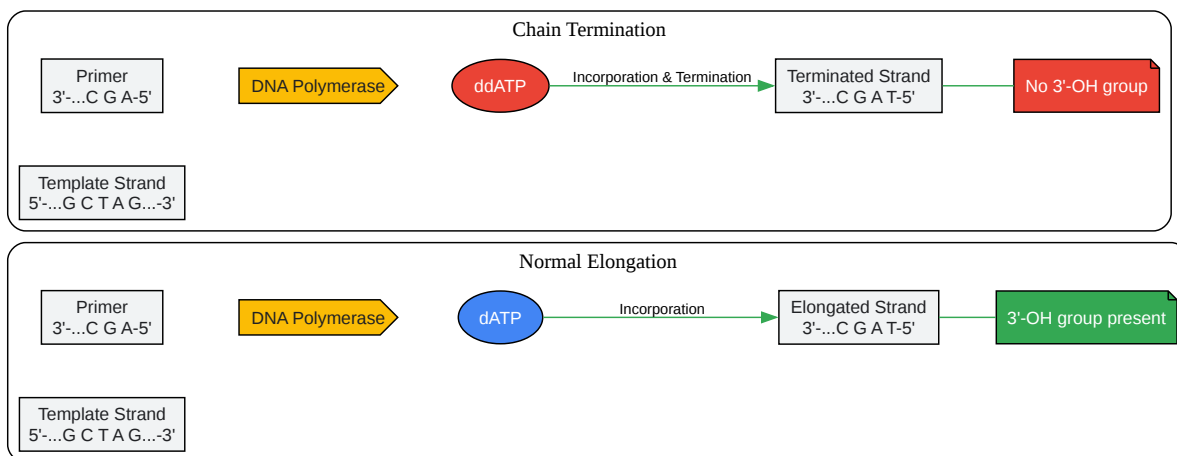 Chain Termination
Primer
3'-...C G A-5'
DNA Polymerase
ddATP
Incorporation & Termination
Terminated Strand
3'-...C G A T-5'
No 3'-OH group
Template Strand
5'-...G C T A G...-3'
Normal Elongation
Primer
3'-...C G A-5'
DNA Polymerase
dATP
Incorporation
Elongated Strand
3'-...C G A T-5'
3'-OH group present
Template Strand
5'-...G C T A G...-3'